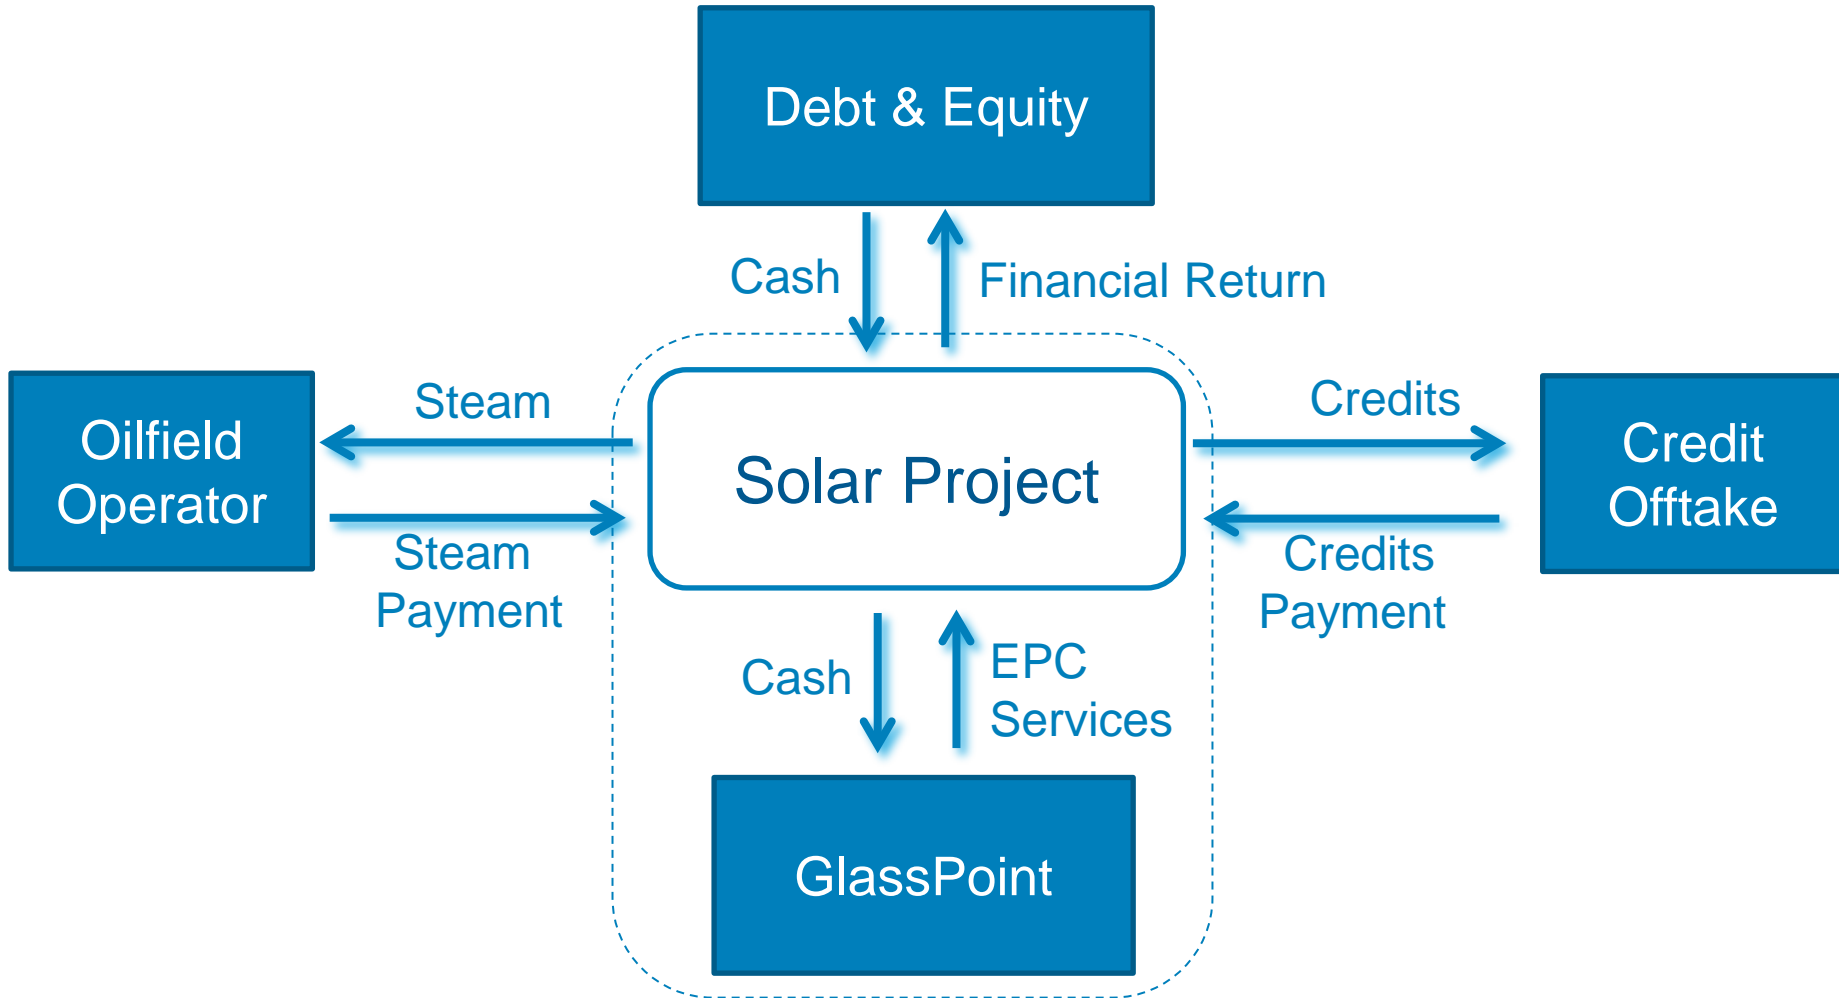 Debt & Equity
Cash
Financial Return
Oilfield
Operator
Steam
Steam
Payment
Solar Project
Credits
Credits
Payment
Credit
Offtake
Cash
EPC
Services
GlassPoint